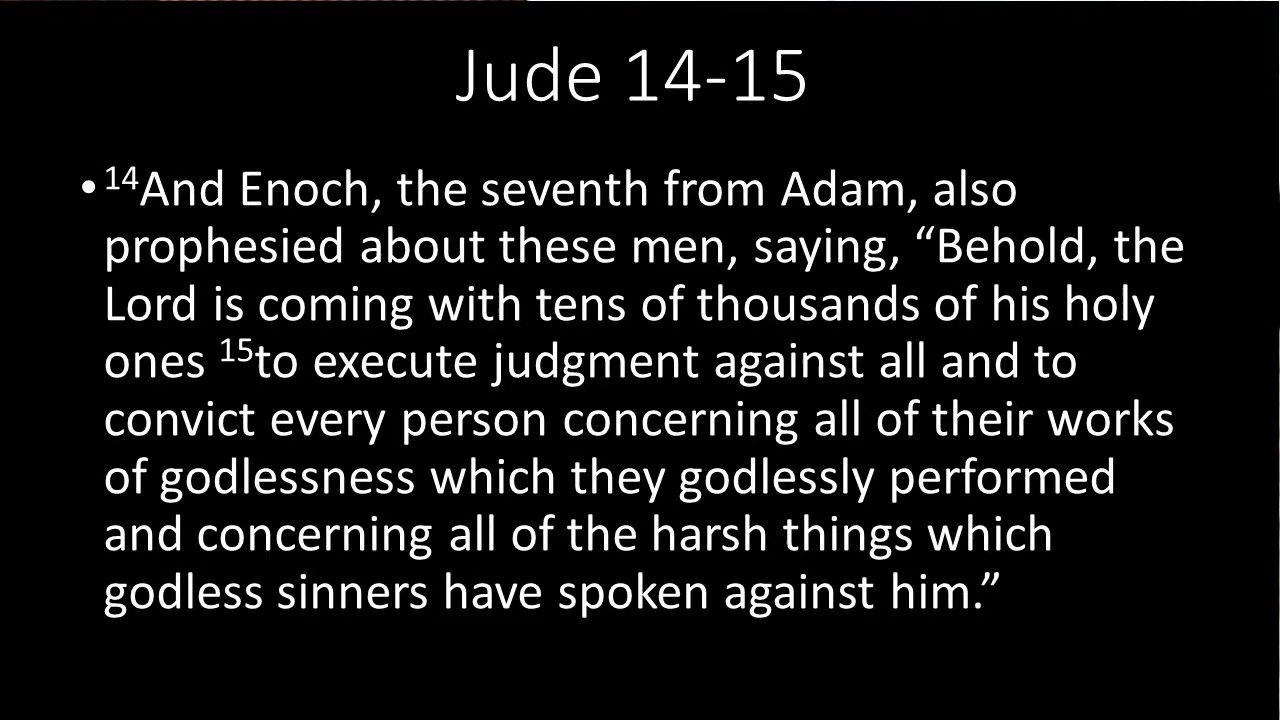 Jude 14-15
• ¹⁴And Enoch, the seventh from Adam, also
prophesied about these men, saying, “Behold, the
Lord is coming with tens of thousands of his holy
ones ¹⁵to execute judgment against all and to
convict every person concerning all of their works
of godlessness which they godlessly performed
and concerning all of the harsh things which
godless sinners have spoken against him.”